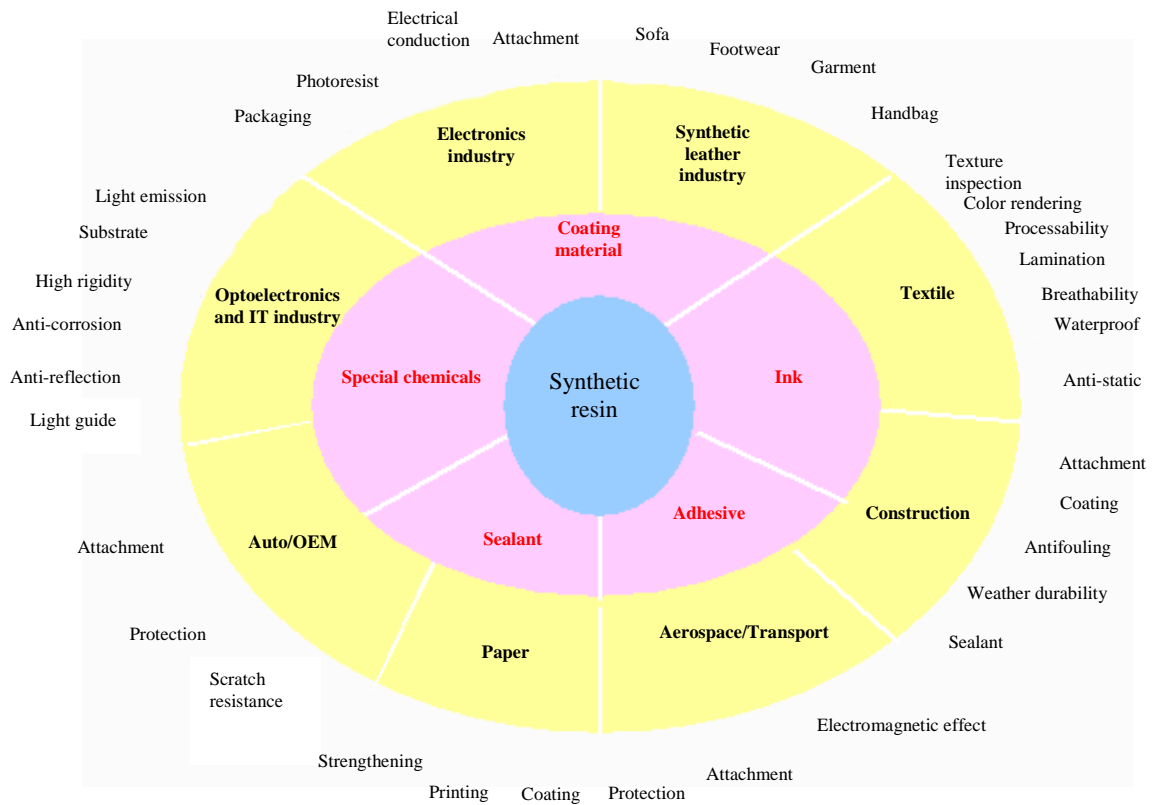 Electrical
conduction
Attachment
Sofa
Footwear
Garment
Handbag
Photoresist
Packaging
Electronics
industry
Synthetic
leather
industry
Texture
inspection
Color rendering
Processability
Lamination
Breathability
Waterproof
Anti-static
Light emission
Substrate
High rigidity
Anti-corrosion
Anti-reflection
Light guide
Coating
material
Optoelectronics
and IT industry
Textile
Special chemicals
Synthetic
resin
Ink
Attachment
Coating
Antifouling
Weather durability
Sealant
Adhesive
Sealant
Construction
Auto/OEM
Attachment
Protection
Scratch
resistance
Paper
Aerospace/Transport
Electromagnetic effect
Strengthening
Printing
Coating
Protection
Attachment